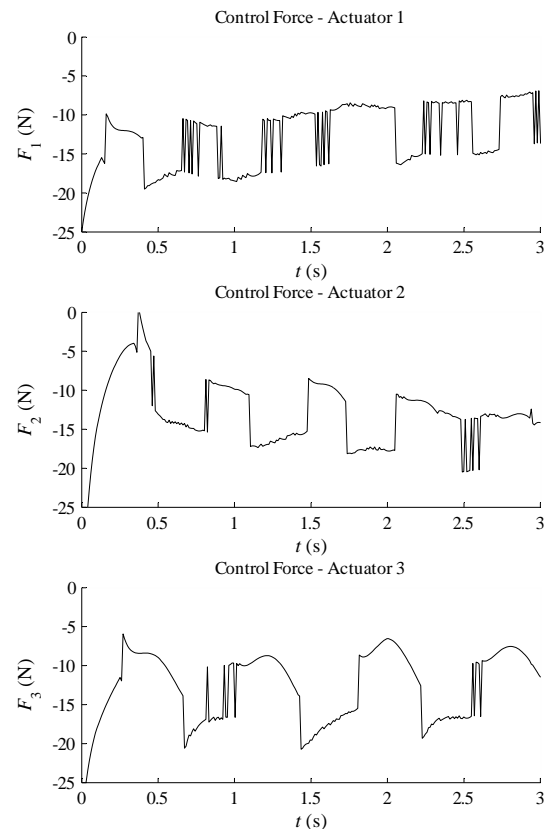 Control Force - Actuator 1
0
-5
-10
-15
-20
-25
F1 (N)
0 0.5 1 1.5 2 2.5 3
t (s)
Control Force - Actuator 2
0
-5
-10
-15
-20
-25
F2 (N)
0 0.5 1 1.5 2 2.5 3
t (s)
Control Force - Actuator 3
0
-5
-10
-15
-20
-25
F3 (N)
0 0.5 1 1.5 2 2.5 3
t (s)